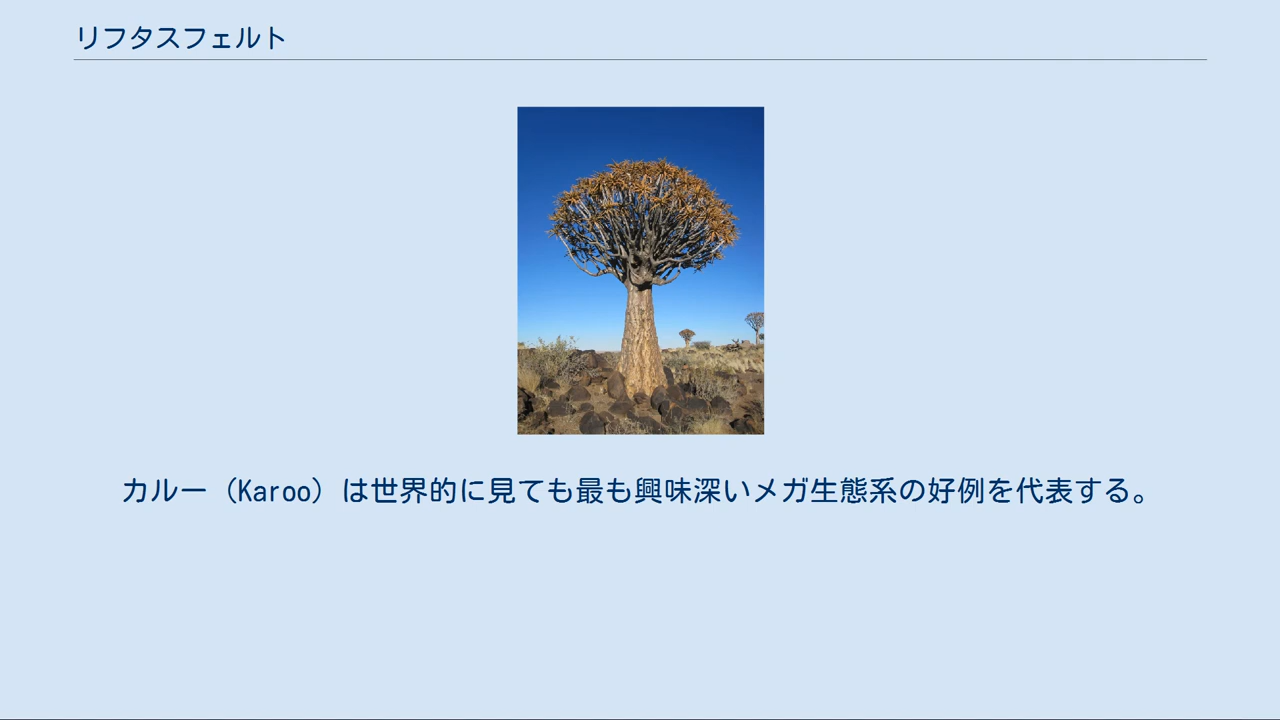 リフタスフェルト
カルー（Karoo）は世界的に見ても最も興味深いメガ生態系の好例を代表する。